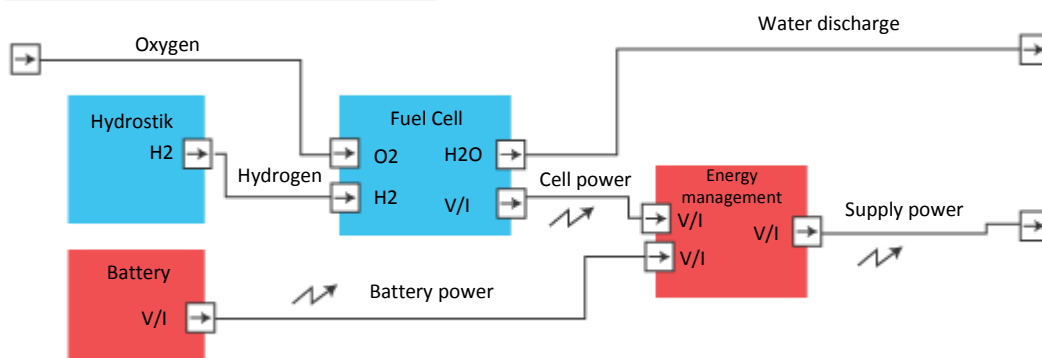 Water discharge
Oxygen
Hydrostik
H2
Fuel Cell
O2
H2O
Hydrogen
H2
V/I
Cell power
Energy
management
V/I
V/I
V/I
Supply power
Battery
V/I
Battery power